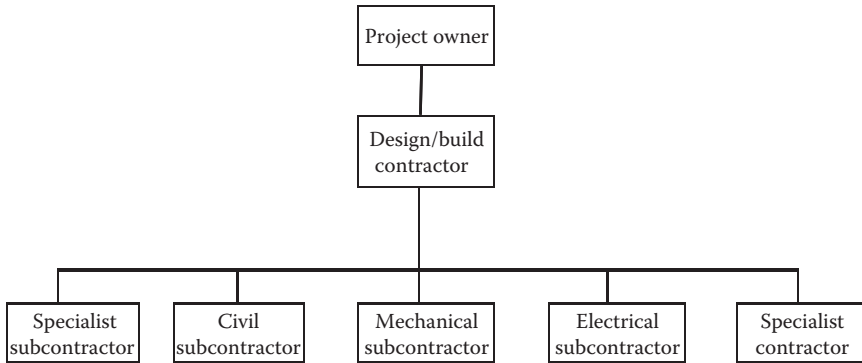 Project owner
Design/build
contractor
Specialist
subcontractor
Civil
subcontractor
Mechanical
subcontractor
Electrical
subcontractor
Specialist
contractor